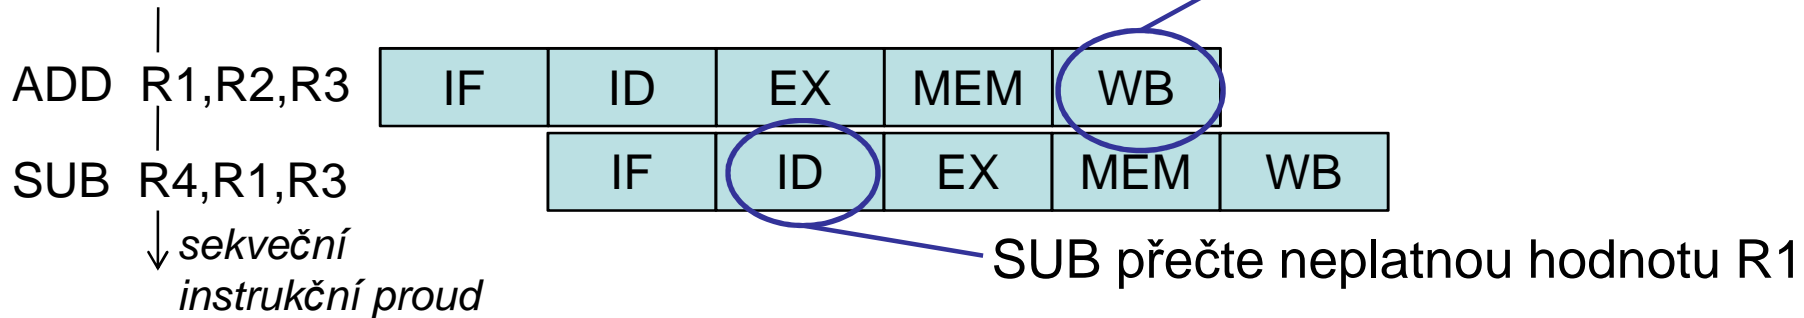 ADD R1,R2,R3 IF ID EX MEM WB
SUB R4,R1,R3 IF ID EX MEM WB
sekveční
instrukční proud
SUB přečte neplatnou hodnotu R1